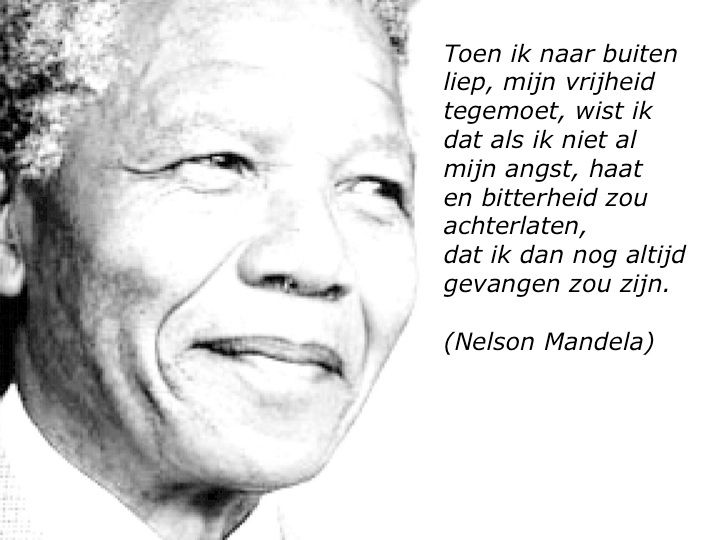 Toen ik naar buiten
liep, mijn vrijheid
tegemoet, wist ik
dat als ik niet al
mijn angst, haat
en bitterheid zou
achterlaten,
dat ik dan nog altijd
gevangen zou zijn.
(Nelson Mandela)